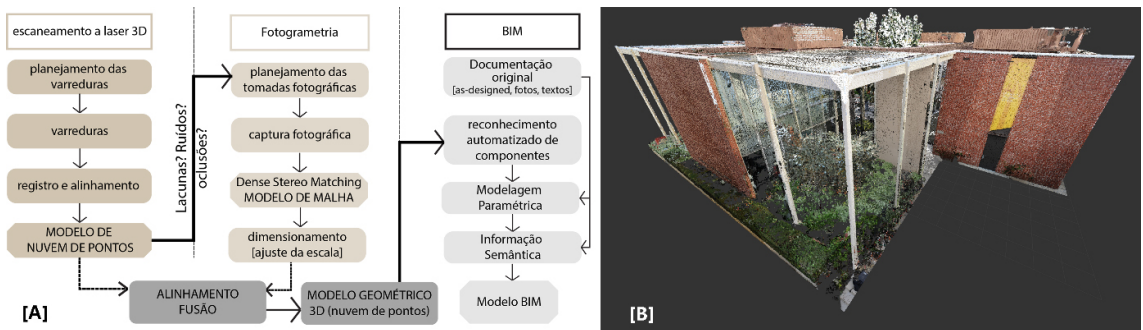 escaneamento a laser 3D
planejamento das
varreduras
varreduras
registro e alinhamento
MODELO DE
NUVEM DE PONTOS
Lacunas? Ruídos?
oclusões?
Fotogrametria
planejamento das
tomadas fotográficas
captura fotográfica
Dense Stereo Matching
MODELO DE MALHA
dimensionamento
[ajuste da escala]
ALINHAMENTO
FUSÃO
MODELO GEOMÉTRICO
3D (nuvem de pontos)
BIM
Documentação
original
[as-designed, fotos, textos]
reconhecimento
automatizado de
componentes
Modelagem
Paramétrica
Informação
Semântica
Modelo BIM
[A]
[B]